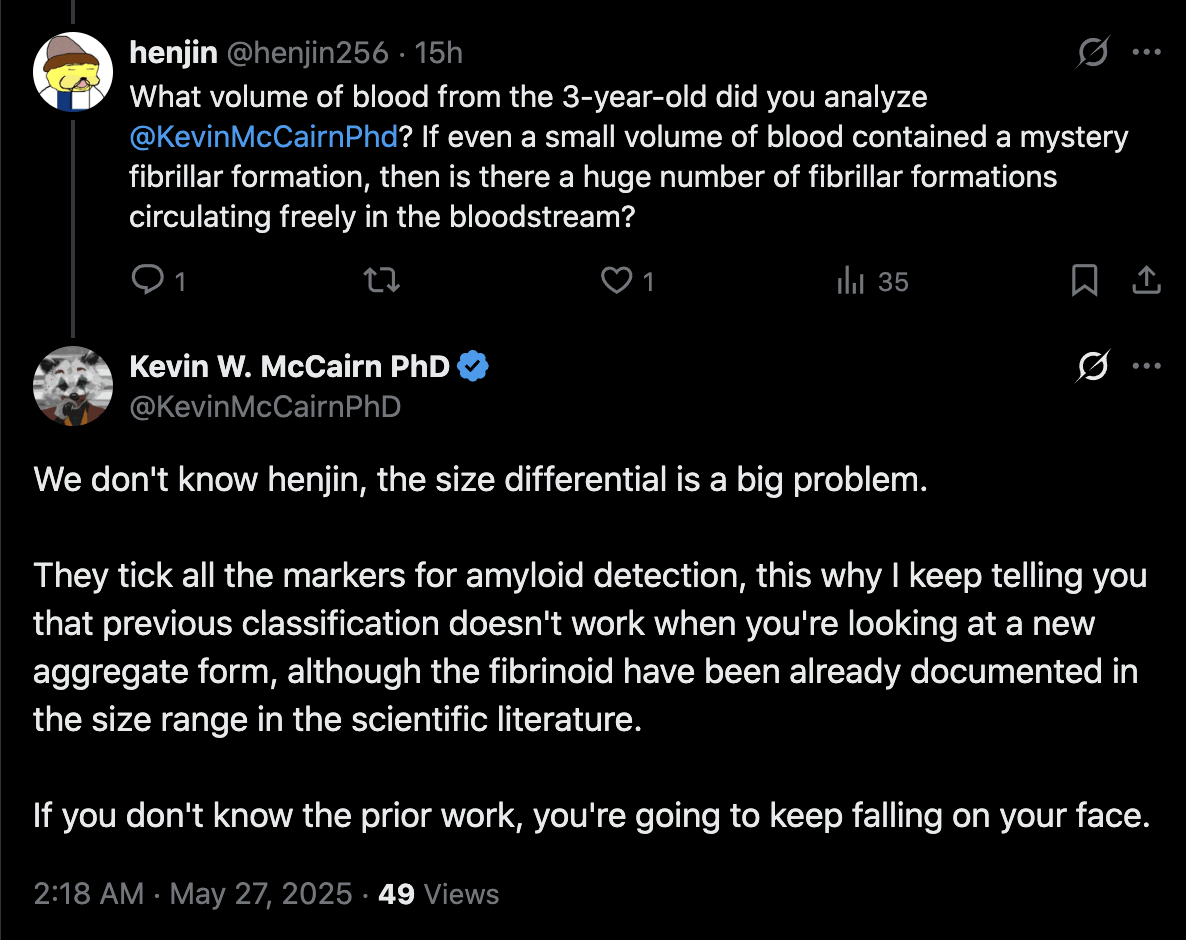 henjin @henjin256 · 15h
What volume of blood from the 3-year-old did you analyze
@KevinMcCairnPhd? If even a small volume of blood contained a mystery
fibrillar formation, then is there a huge number of fibrillar formations
circulating freely in the bloodstream?
1 1 35
Kevin W. McCairn PhD
@KevinMcCairnPhD
We don't know henjin, the size differential is a big problem.
They tick all the markers for amyloid detection, this why I keep telling you
that previous classification doesn't work when you're looking at a new
aggregate form, although the fibrinoid have been already documented in
the size range in the scientific literature.
If you don't know the prior work, you're going to keep falling on your face.
2:18 AM · May 27, 2025 · 49 Views